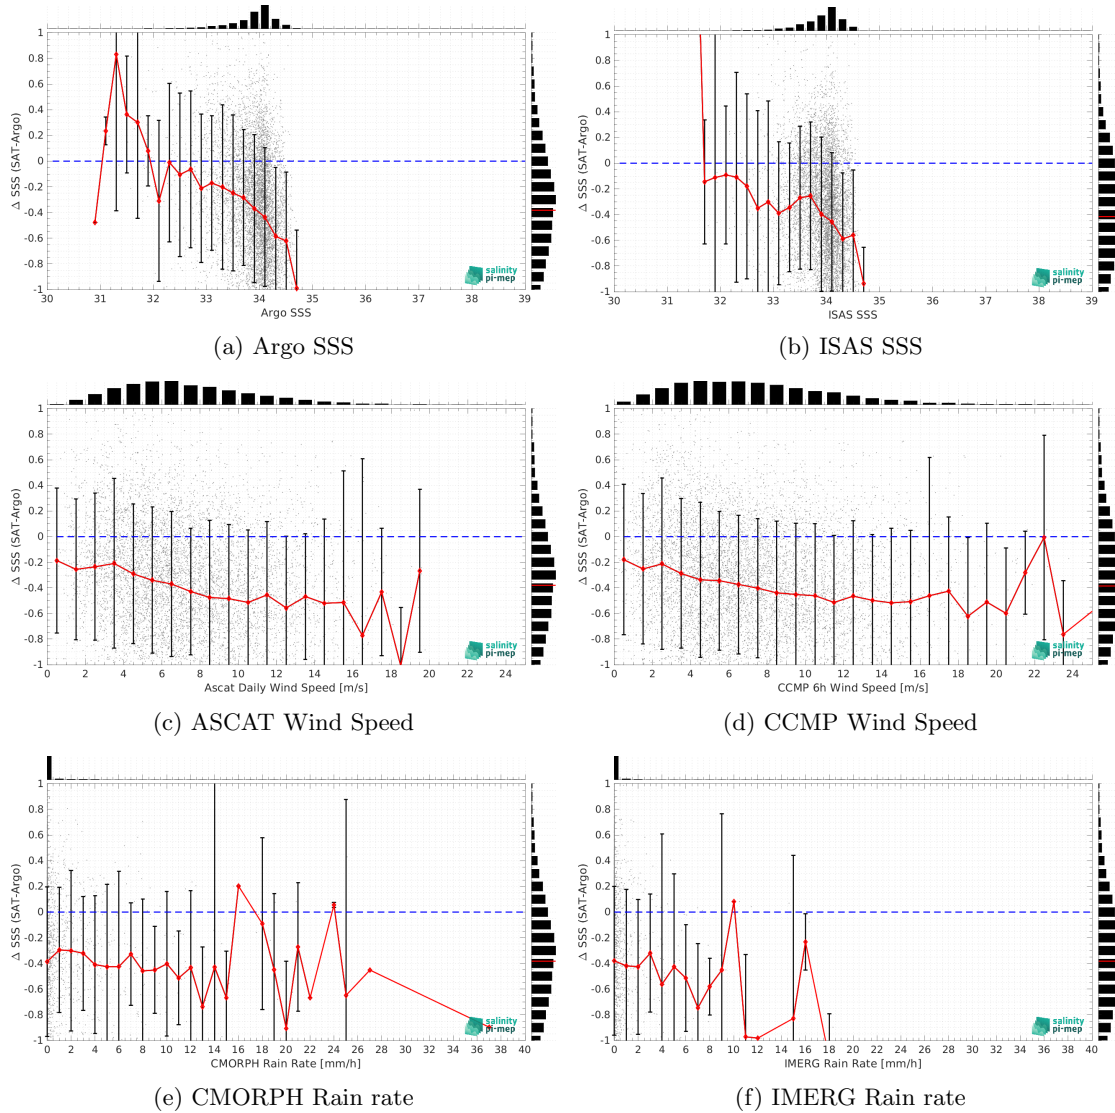 1
0.8
0.6
0.4
0.2
0
-0.2
-0.4
-0.6
-0.8
-1
Δ SSS (SAT-Argo)
salinity
pi-mep
30 31 32 33 34 35 36 37 38 39
Argo SSS
(a) Argo SSS
1
0.8
0.6
0.4
0.2
0
-0.2
-0.4
-0.6
-0.8
-1
Δ SSS (SAT-Argo)
salinity
pi-mep
30 31 32 33 34 35 36 37 38 39
ISAS SSS
(b) ISAS SSS
1
0.8
0.6
0.4
0.2
0
-0.2
-0.4
-0.6
-0.8
-1
Δ SSS (SAT-Argo)
salinity
pi-mep
0 2 4 6 8 10 12 14 16 18 20 22 24
Ascat Daily Wind Speed [m/s]
(c) ASCAT Wind Speed
1
0.8
0.6
0.4
0.2
0
-0.2
-0.4
-0.6
-0.8
-1
Δ SSS (SAT-Argo)
salinity
pi-mep
0 2 4 6 8 10 12 14 16 18 20 22 24
CCMP 6h Wind Speed [m/s]
(d) CCMP Wind Speed
1
0.8
0.6
0.4
0.2
0
-0.2
-0.4
-0.6
-0.8
-1
Δ SSS (SAT-Argo)
salinity
pi-mep
0 2 4 6 8 10 12 14 16 18 20 22 24 26 28 30 32 34 36 38 40
CMORPH Rain Rate [mm/h]
(e) CMORPH Rain rate
1
0.8
0.6
0.4
0.2
0
-0.2
-0.4
-0.6
-0.8
-1
Δ SSS (SAT-Argo)
salinity
pi-mep
0 2 4 6 8 10 12 14 16 18 20 22 24 26 28 30 32 34 36 38 40
IMERG Rain Rate [mm/h]
(f) IMERG Rain rate